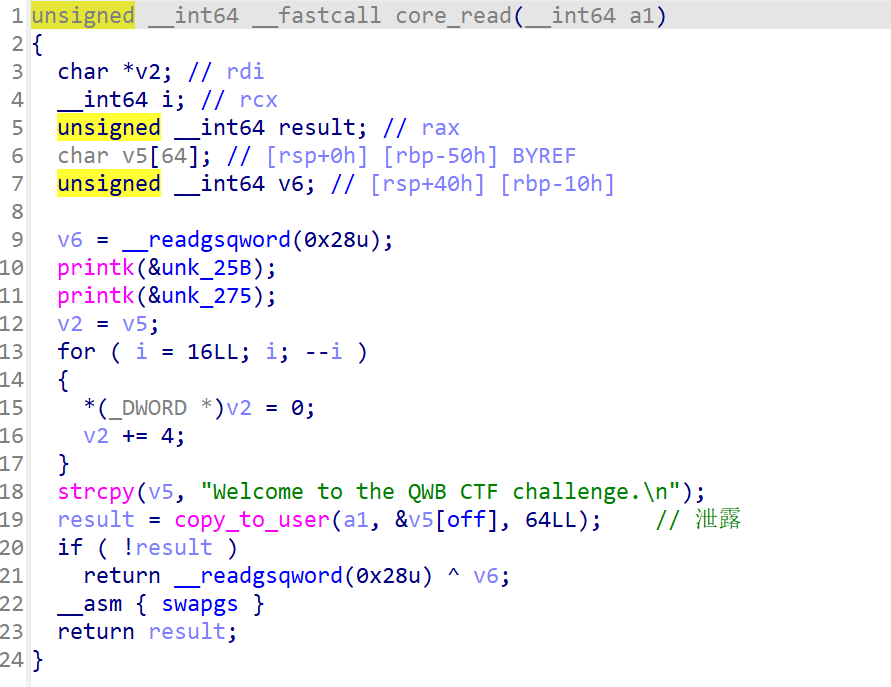 1 unsigned __int64 __fastcall core_read(__int64 a1)
2 {
3   char *v2; // rdi
4   __int64 i; // rcx
5   unsigned __int64 result; // rax
6   char v5[64]; // [rsp+0h] [rbp-50h] BYREF
7   unsigned __int64 v6; // [rsp+40h] [rbp-10h]
8
9   v6 = __readgsqword(0x28u);
10   printk(&unk_25B);
11   printk(&unk_275);
12   v2 = v5;
13   for ( i = 16LL; i; --i )
14   {
15     *(_DWORD *)v2 = 0;
16     v2 += 4;
17   }
18   strcpy(v5, "Welcome to the QWB CTF challenge.\n");
19   result = copy_to_user(a1, &v5[off], 64LL);    // 泄露
20   if ( !result )
21     return __readgsqword(0x28u) ^ v6;
22   __asm { swapgs }
23   return result;
24 }